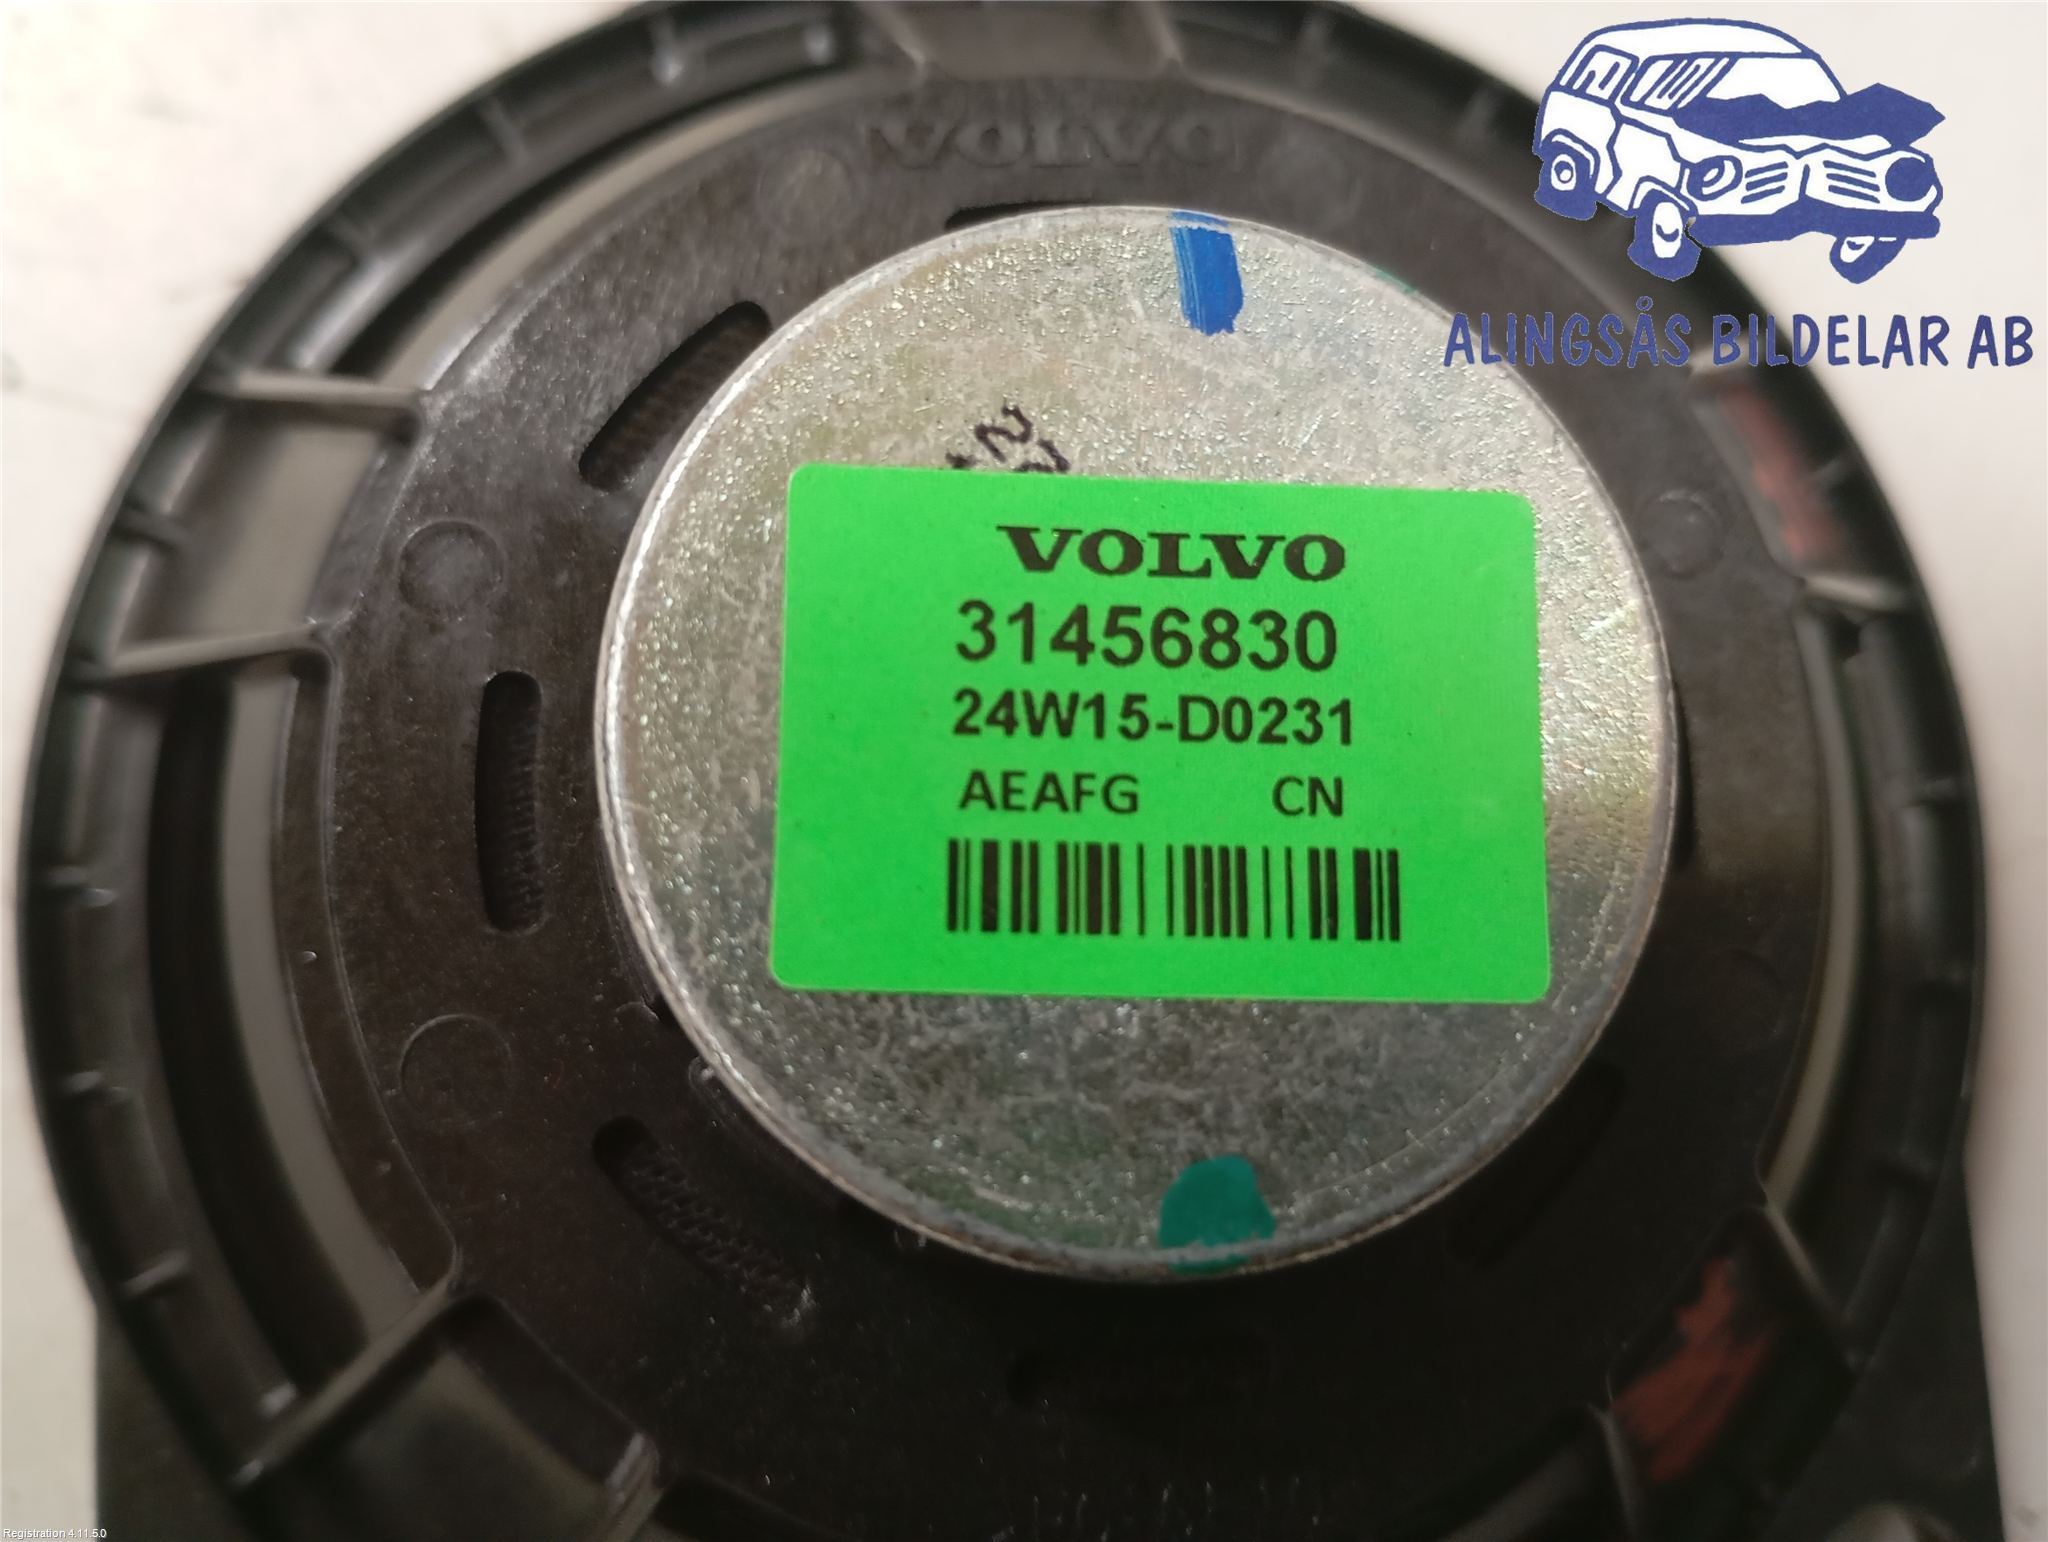 VOLVO
ALINGSÅS BILDELAR AB
VOLVO
31456830
24W15-D0231
AEAFG CN
Registration 4.11.5.0